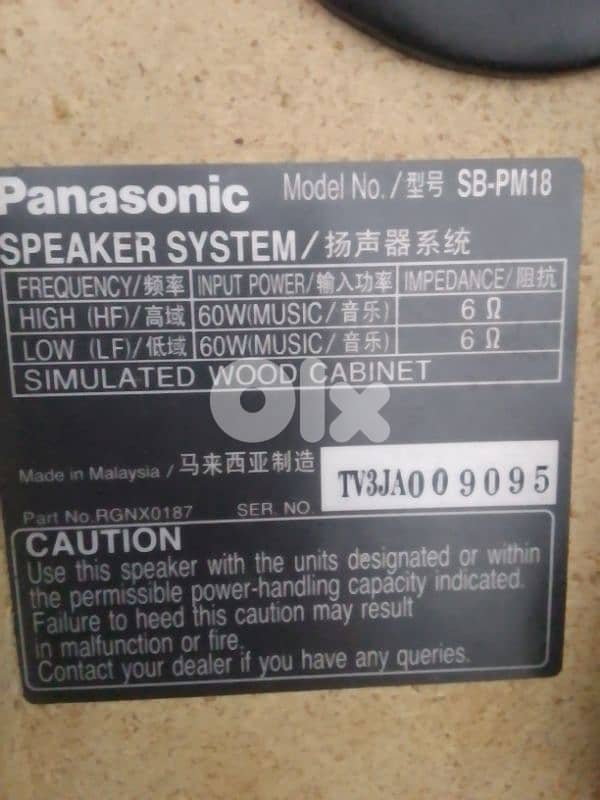 Panasonic Model No./型号 SB-PM18
SPEAKER SYSTEM/扬声器系统
FREQUENCY/频率 INPUT POWER/输入功率 IMPEDANCE/阻抗
HIGH (HF)/高域 60W(MUSIC/音乐) 6 Ω
LOW (LF)/低域 60W(MUSIC/音乐) 6 Ω
SIMULATED WOOD CABINET
olx
Made in Malaysia / 马来西亚制造
TV3JA009095
Part No.RGNX0187 SER. NO.
CAUTION
Use this speaker with the units designated or within
the permissible power-handling capacity indicated.
Failure to heed this caution may result
in malfunction or fire.
Contact your dealer if you have any queries.